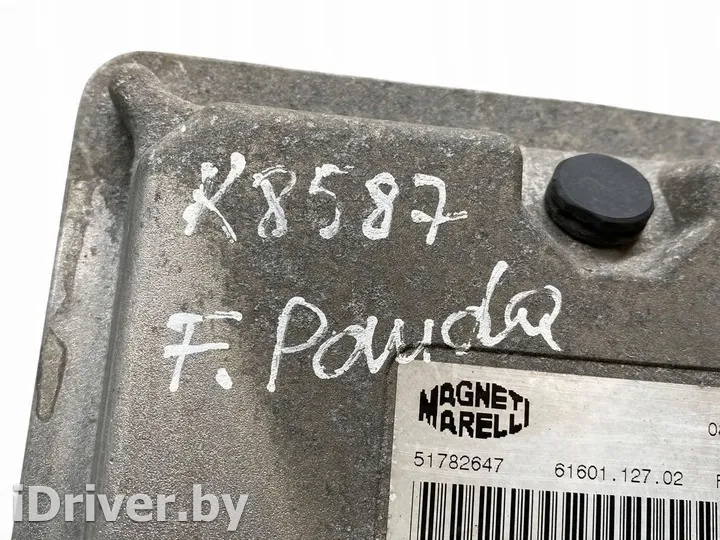 K8587
F. Panda
MAGNETI
MARELLI
51782647 61601.127.02
iDriver.by